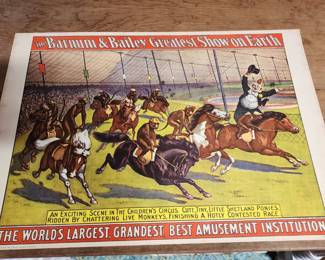 THE Barnum & Bailey Greatest Show on Earth
AN EXCITING SCENE IN THE CHILDREN'S CIRCUS. CUTE, TINY, LITTLE SHETLAND PONIES,
RIDDEN BY CHATTERING LIVE MONKEYS, FINISHING A HOTLY CONTESTED RACE.
THE WORLDS LARGEST, GRANDEST, BEST AMUSEMENT INSTITUTION